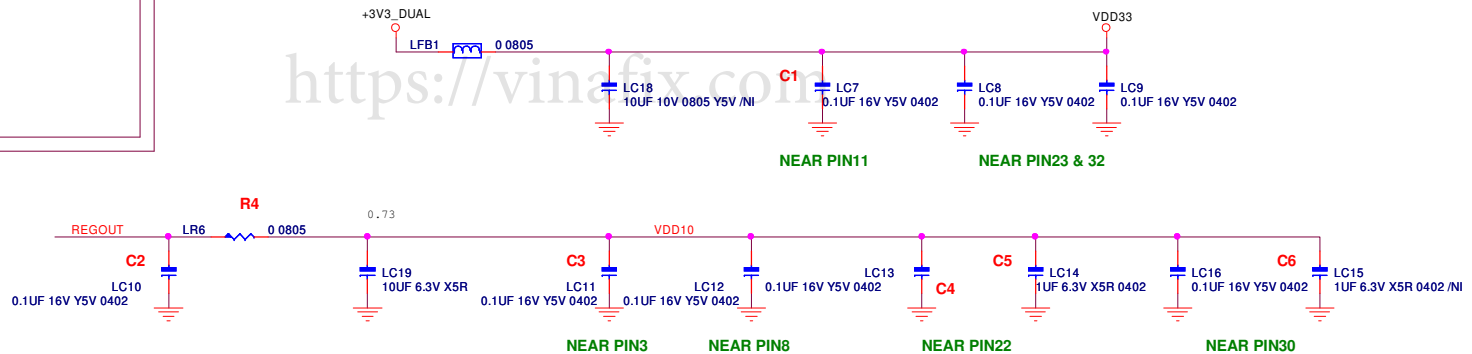 +3V3_DUAL
VDD33
LFB1
0 0805
https://vinafix.com
C1
LC18
10UF 10V 0805 Y5V /NI
LC7
0.1UF 16V Y5V 0402
LC8
0.1UF 16V Y5V 0402
LC9
0.1UF 16V Y5V 0402
NEAR PIN11
NEAR PIN23 & 32
R4
0.73
REGOUT
LR6
0 0805
VDD10
C2
LC10
0.1UF 16V Y5V 0402
LC19
10UF 6.3V X5R
C3
LC11
0.1UF 16V Y5V 0402
LC12
0.1UF 16V Y5V 0402
LC13
0.1UF 16V Y5V 0402
C4
C5
LC14
1UF 6.3V X5R 0402
LC16
0.1UF 16V Y5V 0402
C6
LC15
1UF 6.3V X5R 0402 /NI
NEAR PIN3
NEAR PIN8
NEAR PIN22
NEAR PIN30